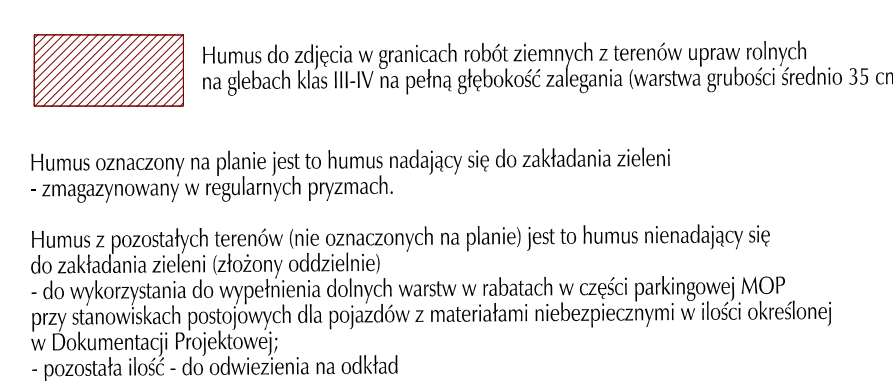 Humus do zdjęcia w granicach robót ziemnych z terenów upraw rolnych
na glebach klas III-IV na pełną głębokość zalegania (warstwa grubości średnio 35 cm
Humus oznaczony na planie jest to humus nadający się do zakładania zieleni
- zmagazynowany w regularnych pryzmach.
Humus z pozostałych terenów (nie oznaczonych na planie) jest to humus nienadający się
do zakładania zieleni (złożony oddzielnie)
- do wykorzystania do wypełnienia dolnych warstw w rabatach w części parkingowej MOP
przy stanowiskach postojowych dla pojazdów z materiałami niebezpiecznymi w ilości określonej
w Dokumentacji Projektowej;
- pozostała ilość - do odwiezienia na odkład